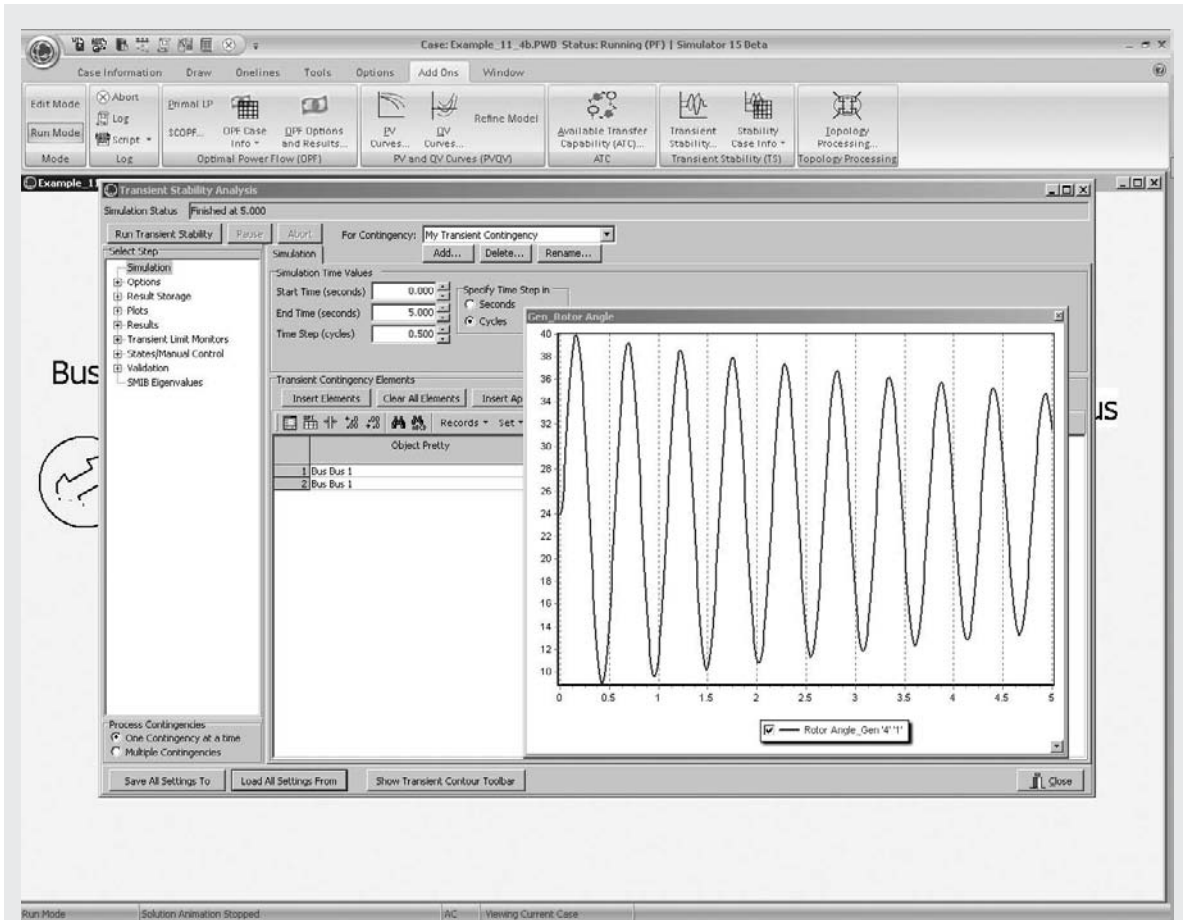 Case: Example_11_4b.PWB Status: Running (PF) | Simulator 15 Beta
Case Information Draw Onelines Tools Options Add Ons Window
Edit Mode
Run Mode
Mode
Abort
Log
Script
Log
Primal LP
SCOPF...
OPF Case Info
OPF Options and Results...
Optimal Power Flow (OPF)
PV Curves...
QV Curves...
Refine Model
PV and QV Curves (PVQV)
Available Transfer Capability (ATC)...
ATC
Transient Stability...
Stability Case Info
Transient Stability (TS)
Topology Processing...
Topology Processing
Example_11
Transient Stability Analysis
Simulation Status Finished at 5.000
Run Transient Stability Pause Abort For Contingency: My Transient Contingency
Add... Delete... Rename...
Select Step
Simulation
Options
Result Storage
Plots
Results
Transient Limit Monitors
States/Manual Control
Validation
SMIB Eigenvalues
Process Contingencies
One Contingency at a time
Multiple Contingencies
Simulation
Simulation Time Values
Start Time (seconds) 0.000
End Time (seconds) 5.000
Time Step (cycles) 0.500
Specify Time Step in
Seconds
Cycles
Transient Contingency Elements
Insert Elements Clear All Elements Insert Ap
Records Set
Object Pretty
1 Bus Bus 1
2 Bus Bus 1
Gen_Rotor Angle
40
38
36
34
32
30
28
26
24
22
20
18
16
14
12
10
0 0.5 1 1.5 2 2.5 3 3.5 4 4.5 5
Rotor Angle_Gen '4' '1'
Bus
us
Save All Settings To Load All Settings From Show Transient Contour Toolbar Close
Run Mode Solution Animation Stopped AC Viewing Current Case